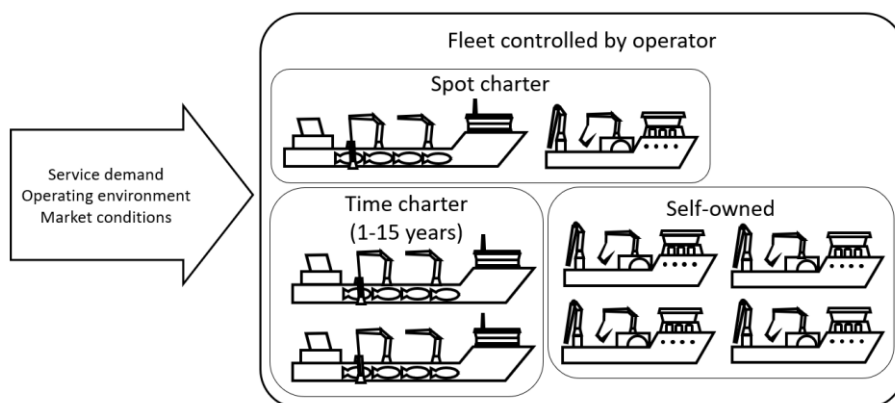 Fleet controlled by operator
Spot charter
Service demand
Operating environment
Market conditions
Time charter
(1-15 years)
Self-owned